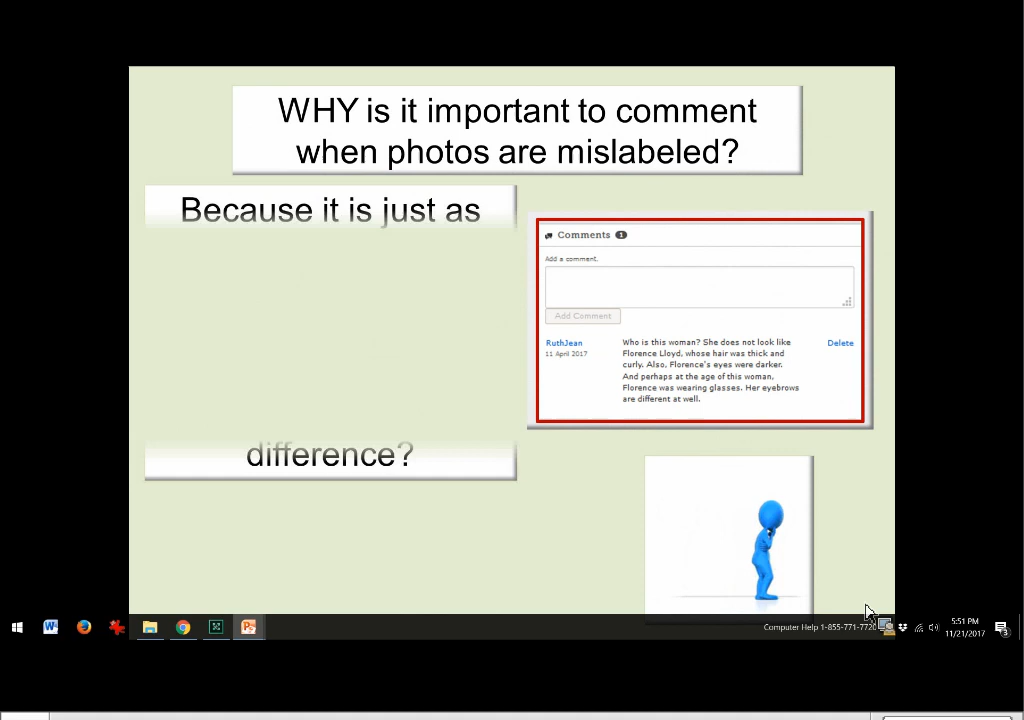 WHY is it important to comment
when photos are mislabeled?
Because it is just as
difference?
Comments 1
Add a comment.
Add Comment
RuthJean
11 April 2017
Who is this woman? She does not look like
Florence Lloyd, whose hair was thick and
curly. Also, Florence's eyes were darker.
And perhaps at the age of this woman,
Florence was wearing glasses. Her eyebrows
are different at well.
Delete
Computer Help 1-855-771-7720
5:51 PM
11/21/2017
3